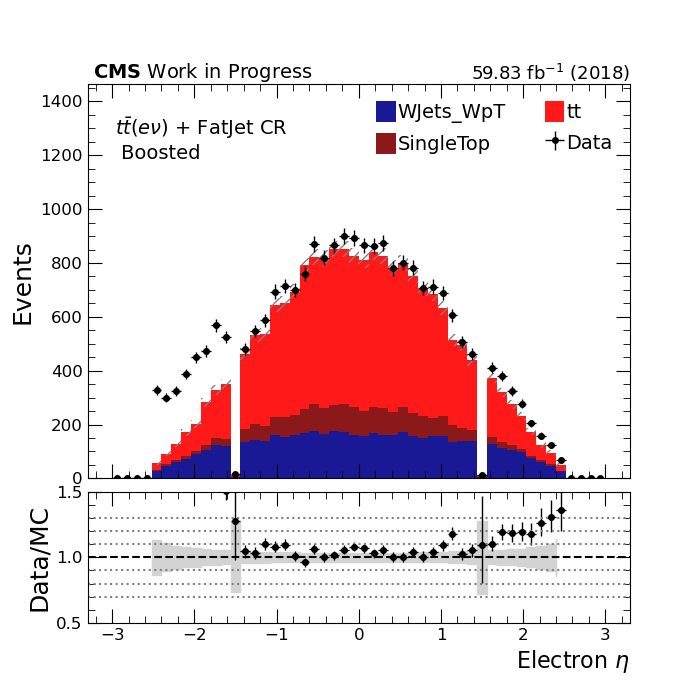 CMS Work in Progress 59.83 fb⁻¹ (2018)
tt̄(eν) + FatJet CR
Boosted
WJets_WpT tt
SingleTop Data
Events
1400
1200
1000
800
600
400
200
0
Data/MC
1.5
1.0
0.5
−3 −2 −1 0 1 2 3
Electron η